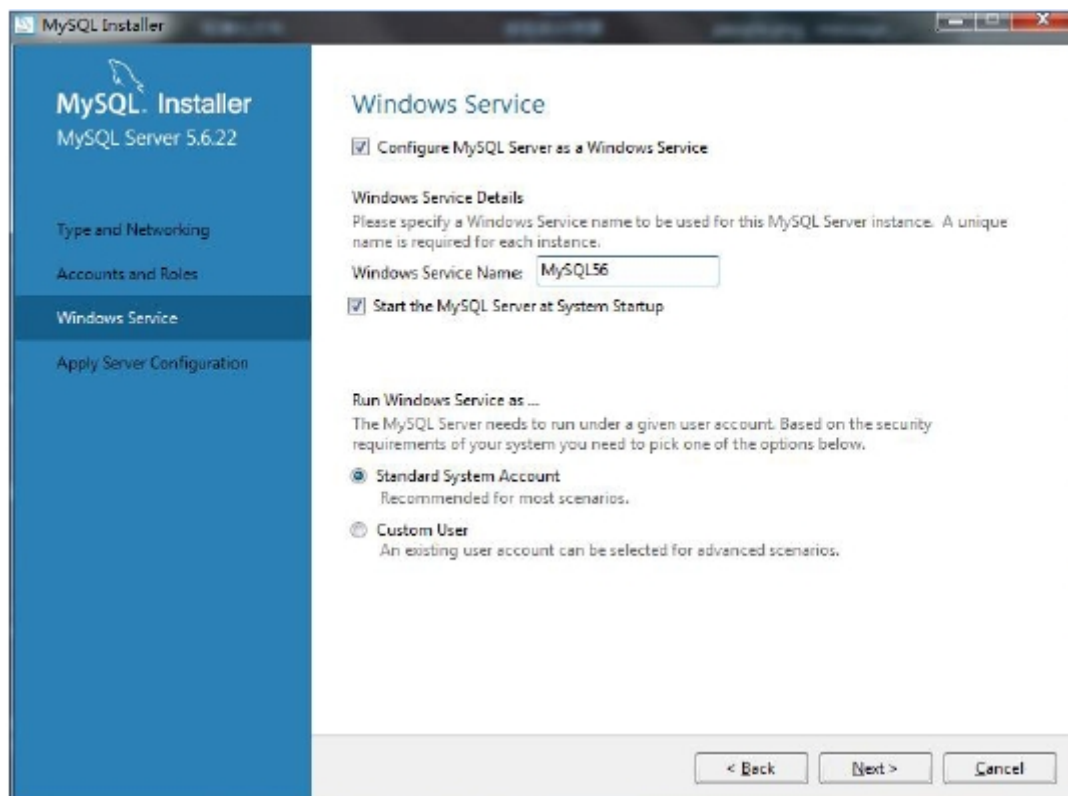 MySQL Installer
MySQL. Installer
MySQL Server 5.6.22
Type and Networking
Accounts and Roles
Windows Service
Apply Server Configuration
Windows Service
Configure MySQL Server as a Windows Service
Windows Service Details
Please specify a Windows Service name to be used for this MySQL Server instance. A unique
name is required for each instance.
Windows Service Name: MySQL56
Start the MySQL Server at System Startup
Run Windows Service as ...
The MySQL Server needs to run under a given user account. Based on the security
requirements of your system you need to pick one of the options below.
Standard System Account
Recommended for most scenarios.
Custom User
An existing user account can be selected for advanced scenarios.
< Back Next > Cancel